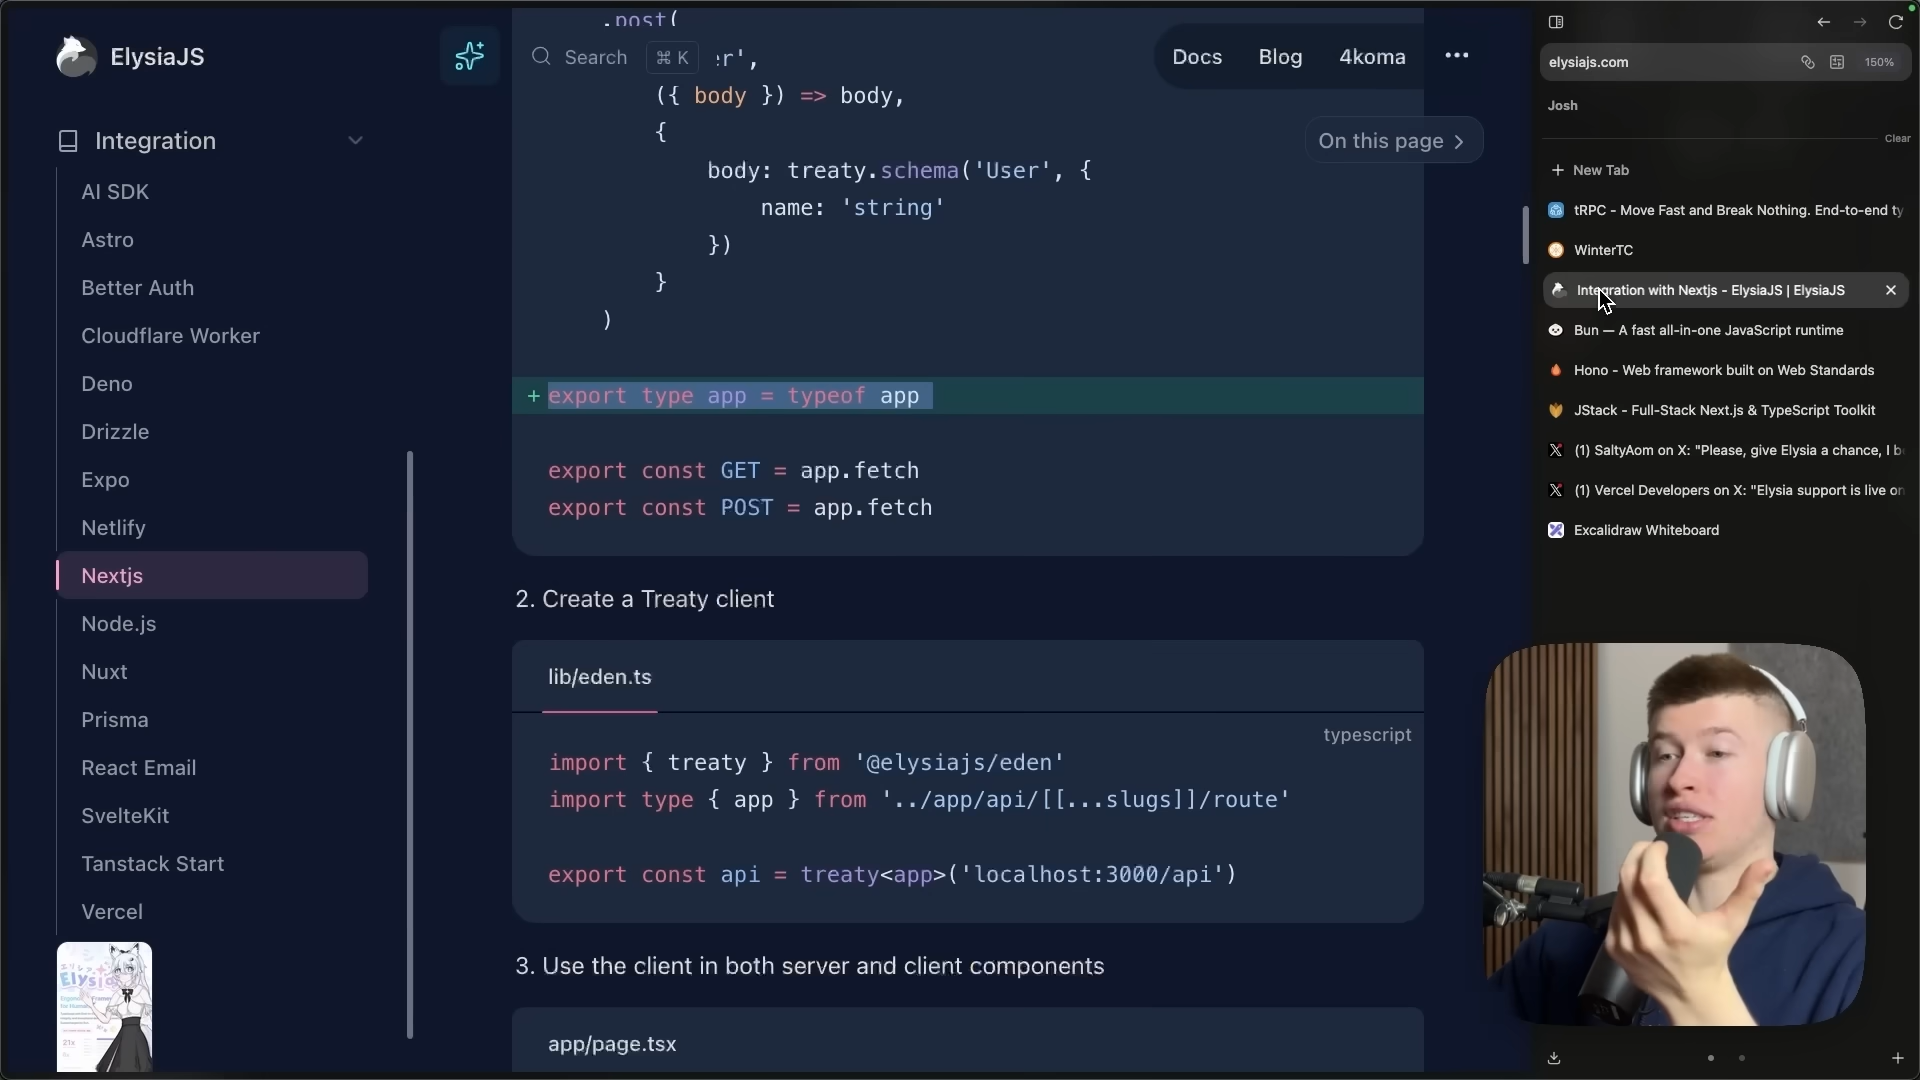 ElysiaJS
Integration
AI SDK
Astro
Better Auth
Cloudflare Worker
Deno
Drizzle
Expo
Netlify
Nextjs
Node.js
Nuxt
Prisma
React Email
SvelteKit
Tanstack Start
Vercel
21x
Search ⌘ K
Docs
Blog
4koma
•••
On this page >
.post(
r',
({ body }) => body,
{
body: treaty.schema('User', {
name: 'string'
})
}
)
+ export type app = typeof app
export const GET = app.fetch
export const POST = app.fetch
2. Create a Treaty client
lib/eden.ts
typescript
import { treaty } from '@elysiajs/eden'
import type { app } from '../app/api/[[...slugs]]/route'
export const api = treaty<app>('localhost:3000/api')
3. Use the client in both server and client components
app/page.tsx
elysiajs.com
150%
Josh
Clear
+ New Tab
tRPC - Move Fast and Break Nothing. End-to-end ty
WinterTC
Integration with Nextjs - ElysiaJS | ElysiaJS
Bun — A fast all-in-one JavaScript runtime
Hono - Web framework built on Web Standards
JStack - Full-Stack Next.js & TypeScript Toolkit
(1) SaltyAom on X: "Please, give Elysia a chance, I b
(1) Vercel Developers on X: "Elysia support is live on
Excalidraw Whiteboard